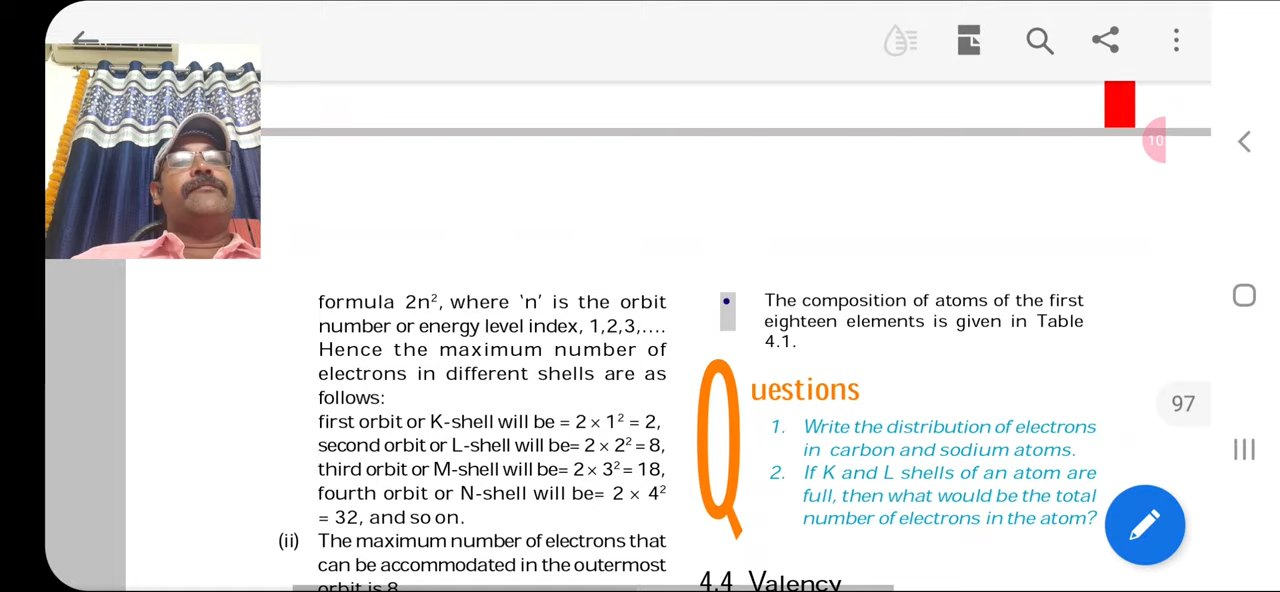 10
formula 2n², where ‘n’ is the orbit
number or energy level index, 1,2,3,….
Hence the maximum number of
electrons in different shells are as
follows:
first orbit or K-shell will be = 2 × 1² = 2,
second orbit or L-shell will be= 2 × 2² = 8,
third orbit or M-shell will be= 2 × 3² = 18,
fourth orbit or N-shell will be= 2 × 4²
= 32, and so on.
(ii) The maximum number of electrons that
can be accommodated in the outermost
orbit is 8.
• The composition of atoms of the first
eighteen elements is given in Table
4.1.
Questions
1. Write the distribution of electrons
in carbon and sodium atoms.
2. If K and L shells of an atom are
full, then what would be the total
number of electrons in the atom?
4.4 Valency
97